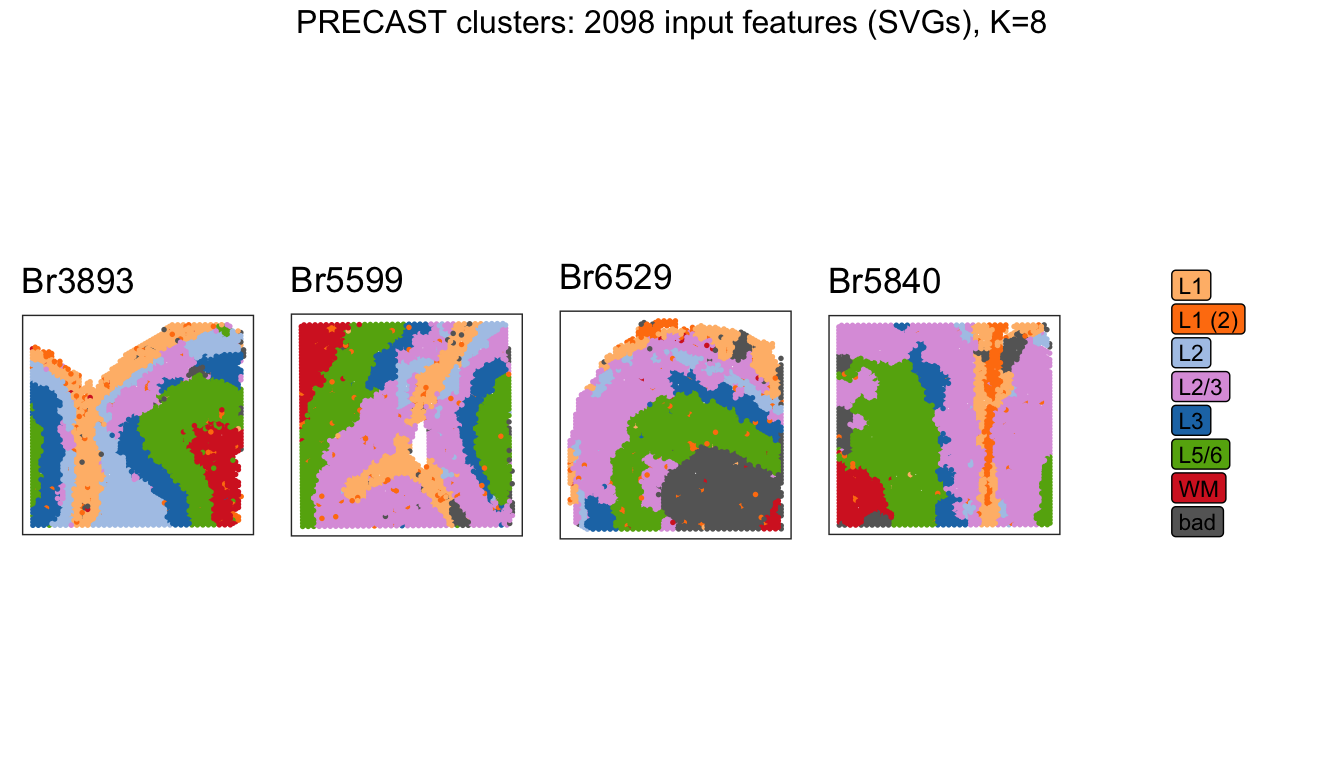 PRECAST clusters: 2098 input features (SVGs), K=8
Br3893
Br5599
Br6529
Br5840
L1
L1 (2)
L2
L2/3
L3
L5/6
WM
bad